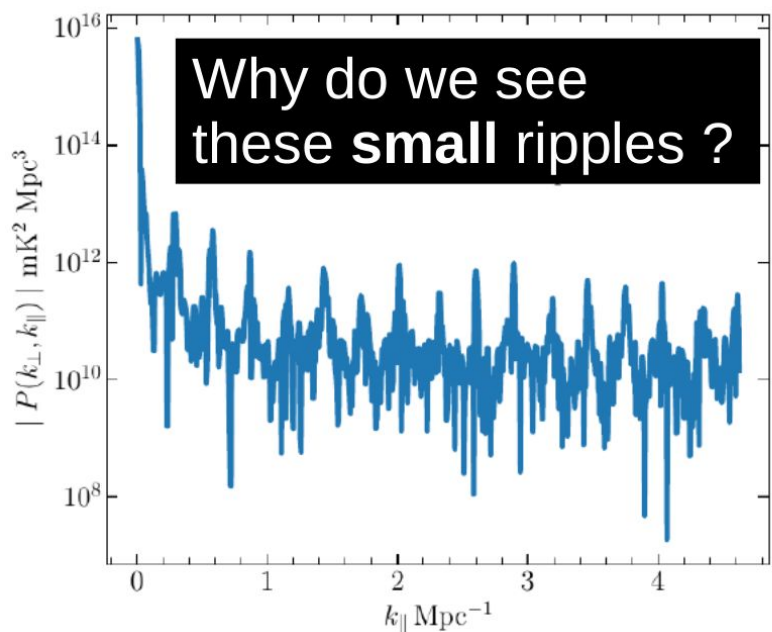 Why do we see
these small ripples ?
10^16
10^14
10^12
10^10
10^8
| P(k⊥, k∥) | mK² Mpc³
0 1 2 3 4
k∥ Mpc⁻¹